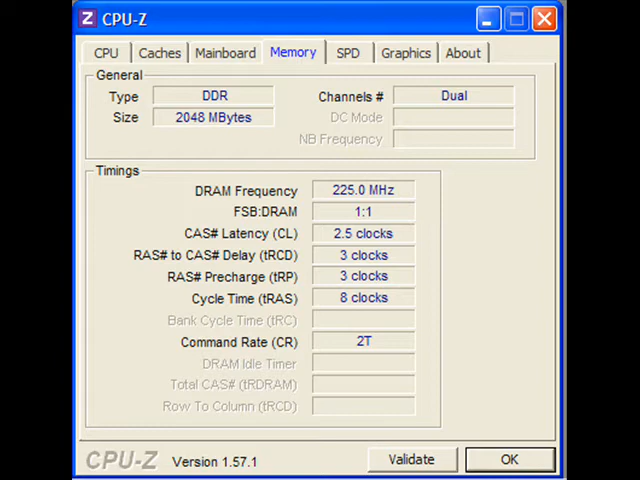 CPU-Z
CPU Caches Mainboard Memory SPD Graphics About
General
Type DDR Channels # Dual
Size 2048 MBytes DC Mode
NB Frequency
Timings
DRAM Frequency 225.0 MHz
FSB:DRAM 1:1
CAS# Latency (CL) 2.5 clocks
RAS# to CAS# Delay (tRCD) 3 clocks
RAS# Precharge (tRP) 3 clocks
Cycle Time (tRAS) 8 clocks
Bank Cycle Time (tRC)
Command Rate (CR) 2T
DRAM Idle Timer
Total CAS# (tRDRAM)
Row To Column (tRCD)
CPU-Z Version 1.57.1 Validate OK